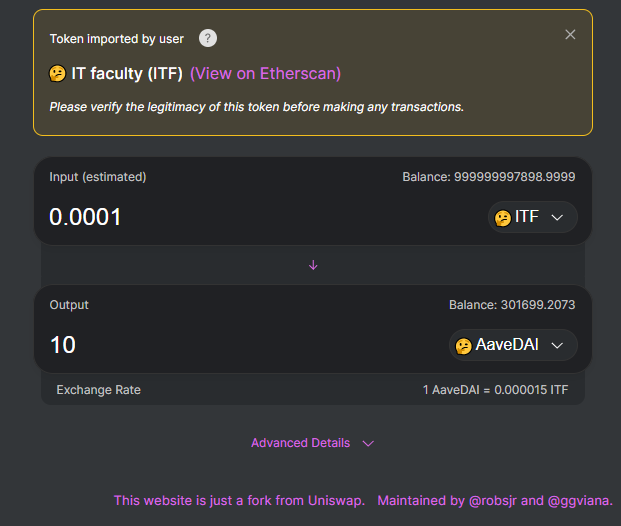 Token imported by user ?
🤔 IT faculty (ITF) (View on Etherscan)
Please verify the legitimacy of this token before making any transactions.
Input (estimated) Balance: 999999997898.9999
0.0001 🤔 ITF
Output Balance: 301699.2073
10 🤔 AaveDAI
Exchange Rate 1 AaveDAI = 0.000015 ITF
Advanced Details
This website is just a fork from Uniswap. Maintained by @robsjr and @ggviana.